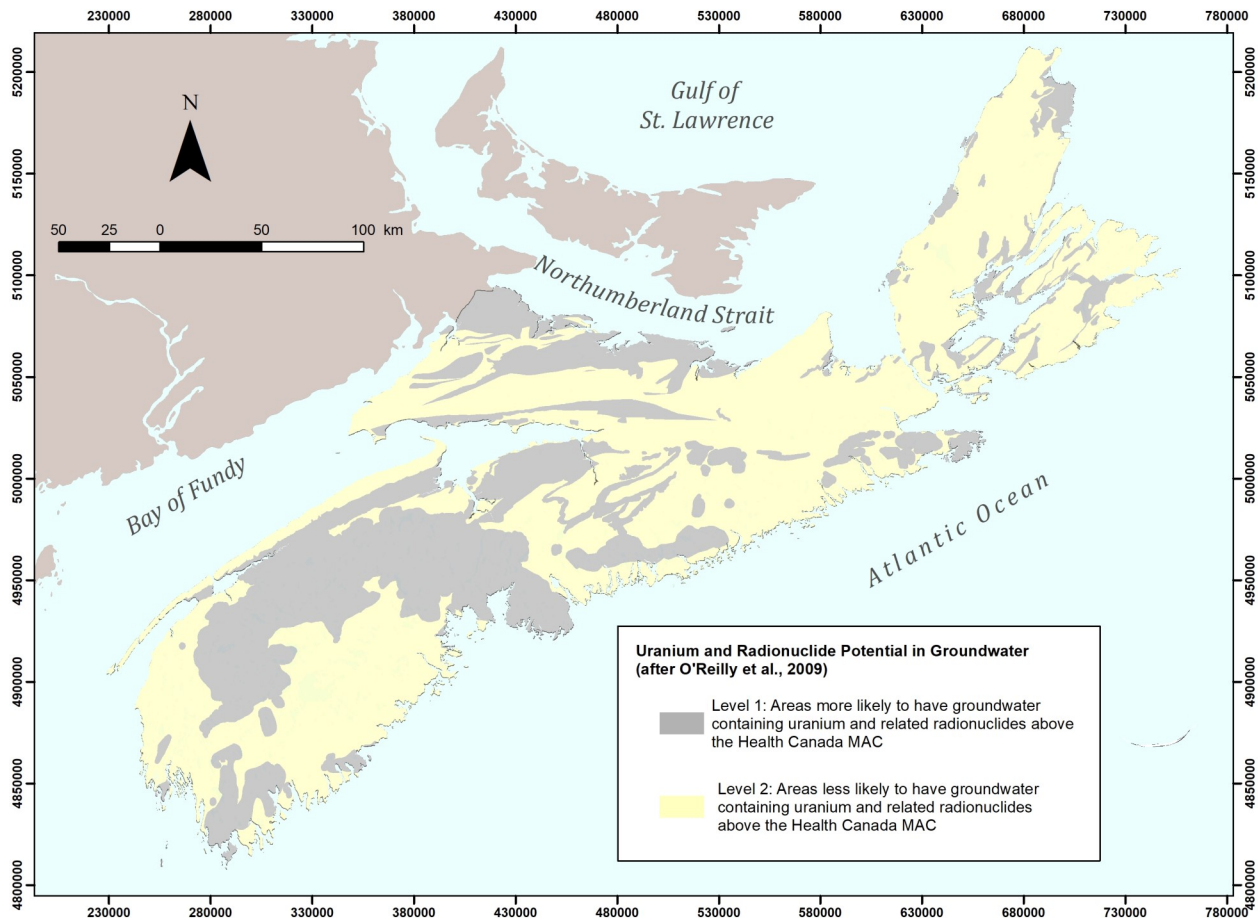 230000 280000 330000 380000 430000 480000 530000 580000 630000 680000 730000 780000
5200000 5200000
5150000 5150000
5100000 5100000
5050000 5050000
5000000 5000000
4950000 4950000
4900000 4900000
4850000 4850000
4800000 4800000
N
50 25 0 50 100 km
Gulf of
St. Lawrence
Northumberland Strait
Bay of Fundy
Atlantic Ocean
Uranium and Radionuclide Potential in Groundwater
(after O'Reilly et al., 2009)
Level 1: Areas more likely to have groundwater
containing uranium and related radionuclides above
the Health Canada MAC
Level 2: Areas less likely to have groundwater
containing uranium and related radionuclides
above the Health Canada MAC
230000 280000 330000 380000 430000 480000 530000 580000 630000 680000 730000 780000